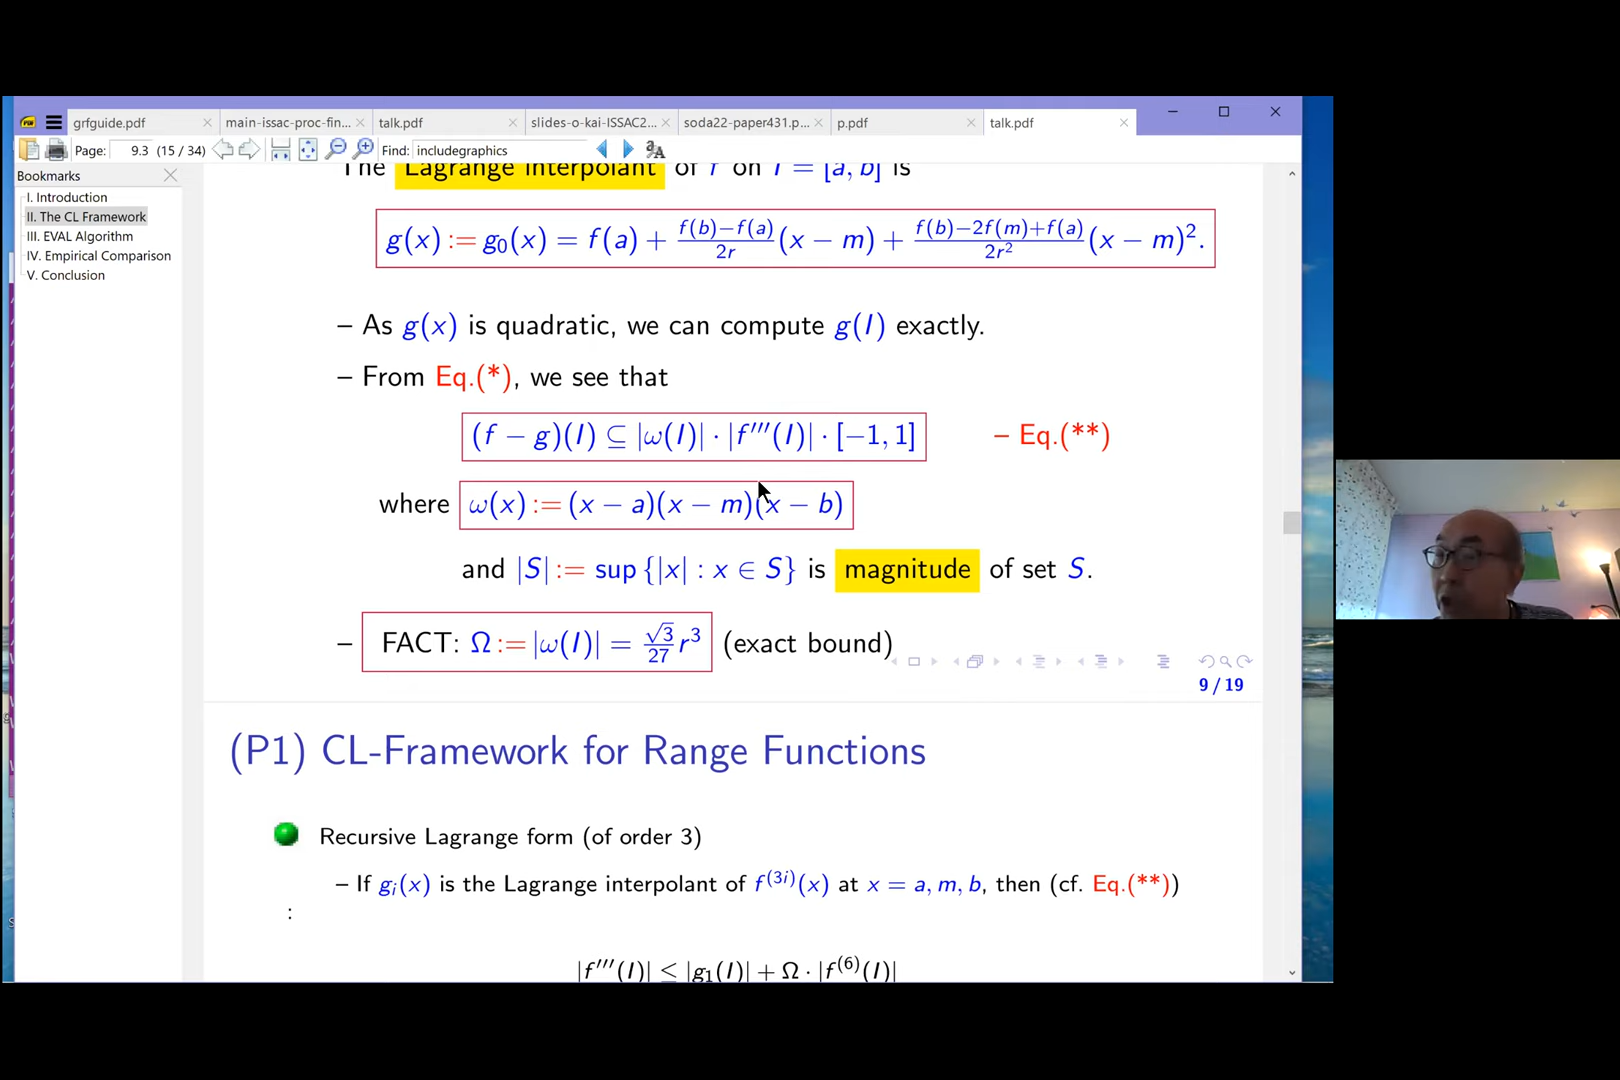 grfguide.pdf
main-issac-proc-fin...
talk.pdf
slides-o-kai-ISSAC2...
soda22-paper431.p...
p.pdf
talk.pdf
Page: 9.3 (15 / 34) Find: includegraphics
Bookmarks
I. Introduction
II. The CL Framework
III. EVAL Algorithm
IV. Empirical Comparison
V. Conclusion
The Lagrange interpolant of f on I = [a, b] is
g(x) := g₀(x) = f(a) + \frac{f(b)−f(a)}{2r}(x − m) + \frac{f(b)−2f(m)+f(a)}{2r²}(x − m)².
– As g(x) is quadratic, we can compute g(I) exactly.
– From Eq.(*), we see that
(f − g)(I) ⊆ |ω(I)| · |f′′′(I)| · [−1, 1] – Eq.(**)
where ω(x) := (x − a)(x − m)(x − b)
and |S| := sup {|x| : x ∈ S} is magnitude of set S.
– FACT: Ω := |ω(I)| = \frac{√3}{27} r³ (exact bound)
9 / 19
(P1) CL-Framework for Range Functions
Recursive Lagrange form (of order 3)
– If gᵢ(x) is the Lagrange interpolant of f⁽³ⁱ⁾(x) at x = a, m, b, then (cf. Eq.(**))
:
|f′′′(I)| ≤ |g₁(I)| + Ω · |f⁽⁶⁾(I)|